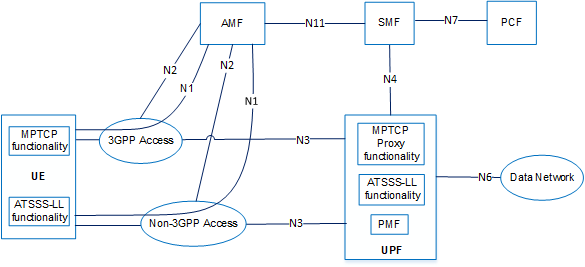 AMF
N11
SMF
N7
PCF
N2
N1
N2
N1
N4
MPTCP
functionality
UE
ATSSS-LL
functionality
3GPP Access
N3
Non-3GPP Access
N3
MPTCP
Proxy
functionality
ATSSS-LL
functionality
PMF
UPF
N6
Data Network